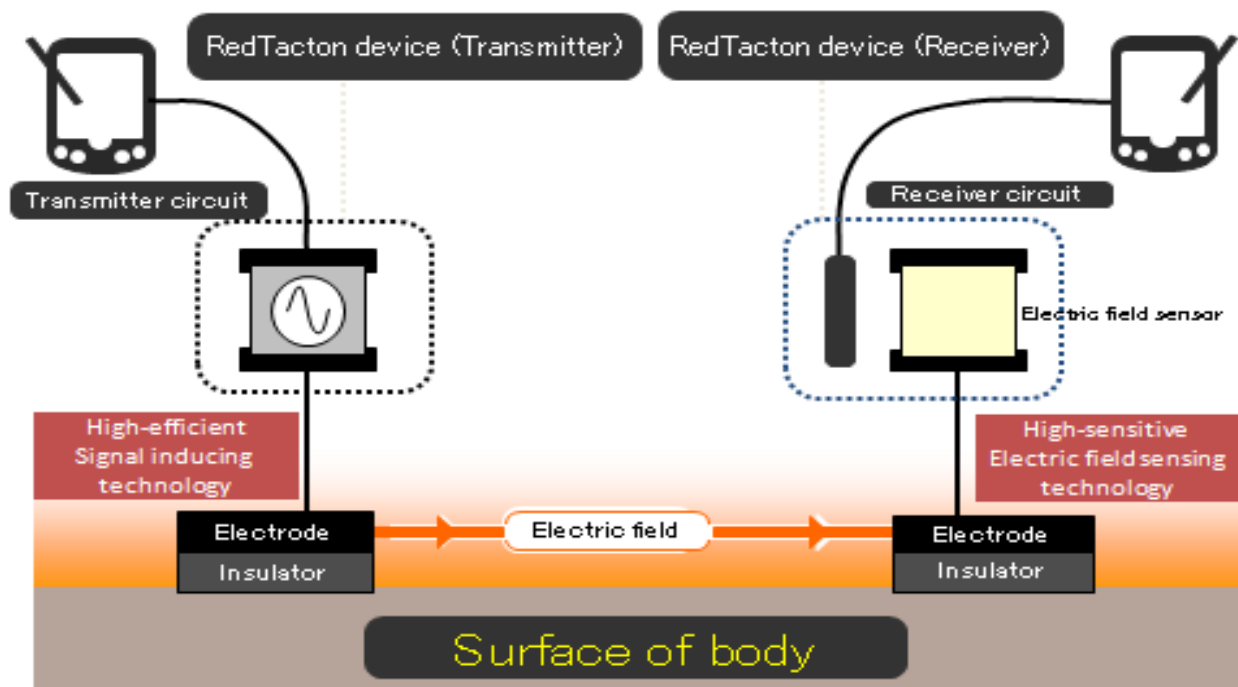 RedTacton device (Transmitter)
RedTacton device (Receiver)
Transmitter circuit
Receiver circuit
Electric field sensor
High-efficient
Signal inducing
technology
High-sensitive
Electric field sensing
technology
Electrode
Insulator
Electric field
Electrode
Insulator
Surface of body